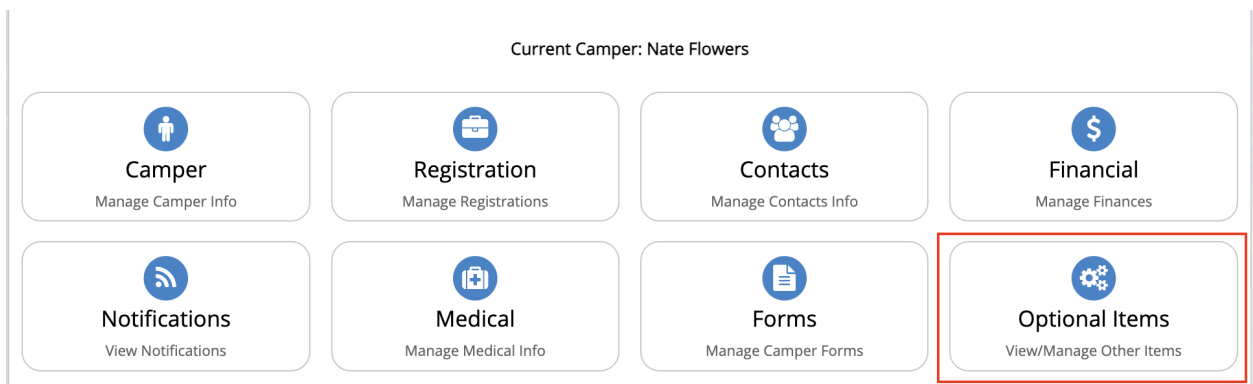 Current Camper: Nate Flowers
Camper
Manage Camper Info
Registration
Manage Registrations
Contacts
Manage Contacts Info
Financial
Manage Finances
Notifications
View Notifications
Medical
Manage Medical Info
Forms
Manage Camper Forms
Optional Items
View/Manage Other Items